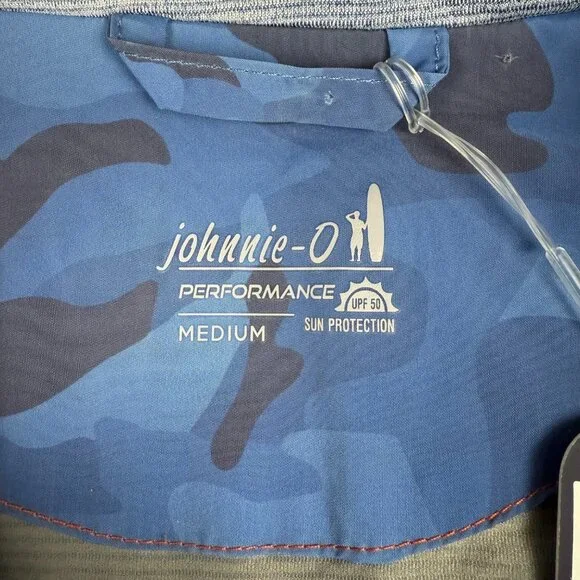 johnnie-O
PERFORMANCE
UPF 50
MEDIUM
SUN PROTECTION